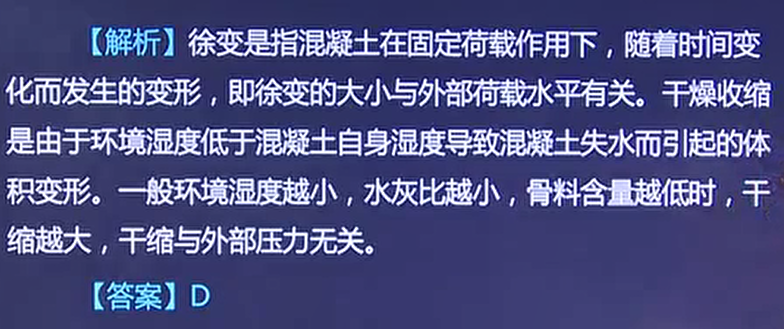 【解析】徐变是指混凝土在固定荷载作用下，随着时间变
化而发生的变形，即徐变的大小与外部荷载水平有关。干燥收缩
是由于环境湿度低于混凝土自身湿度导致混凝土失水而引起的体
积变形。一般环境湿度越小，水灰比越小，骨料含量越低时，干
缩越大，干缩与外部压力无关。
【答案】D